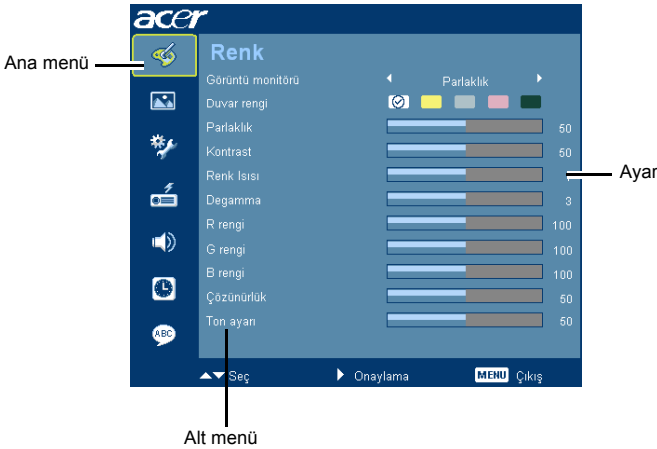 acer
Renk
Ana menü
Görüntü monitörü Parlaklık
Duvar rengi
Parlaklık 50
Kontrast 50
Renk Isısı
Ayar
Degamma 3
R rengi 100
G rengi 100
B rengi 100
Çözünürlük 50
Ton ayarı 50
ABC
Seç Onaylama MENU Çıkış
Alt menü